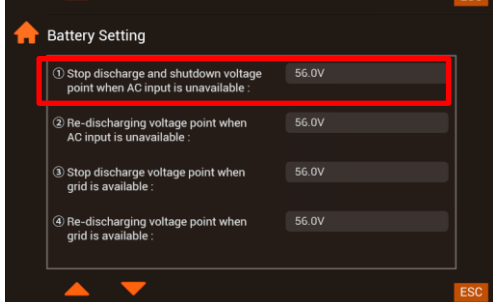 ESC
Battery Setting
① Stop discharge and shutdown voltage
point when AC input is unavailable :
56.0V
② Re-discharging voltage point when
AC input is unavailable :
56.0V
③ Stop discharge voltage point when
grid is available :
56.0V
④ Re-discharging voltage point when
grid is available :
56.0V
ESC